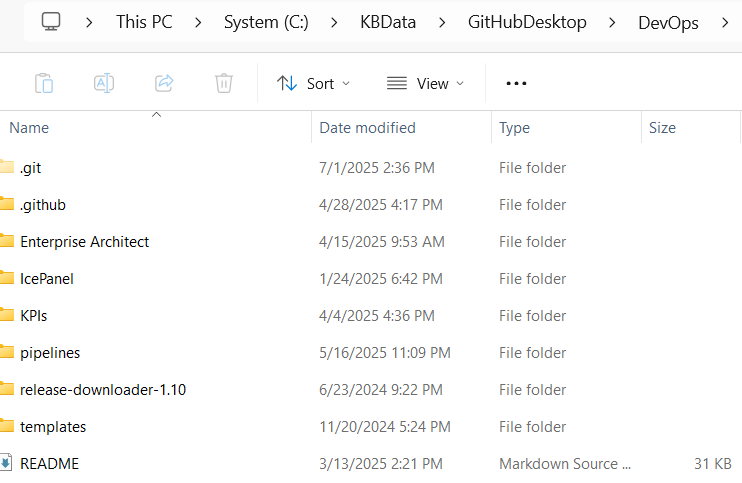 This PC > System (C:) > KBData > GitHubDesktop > DevOps >
Sort View
Name Date modified Type Size
.git 7/1/2025 2:36 PM File folder
.github 4/28/2025 4:17 PM File folder
Enterprise Architect 4/15/2025 9:53 AM File folder
IcePanel 1/24/2025 6:42 PM File folder
KPIs 4/4/2025 4:36 PM File folder
pipelines 5/16/2025 11:09 PM File folder
release-downloader-1.10 6/23/2024 9:22 PM File folder
templates 11/20/2024 5:24 PM File folder
README 3/13/2025 2:21 PM Markdown Source ... 31 KB